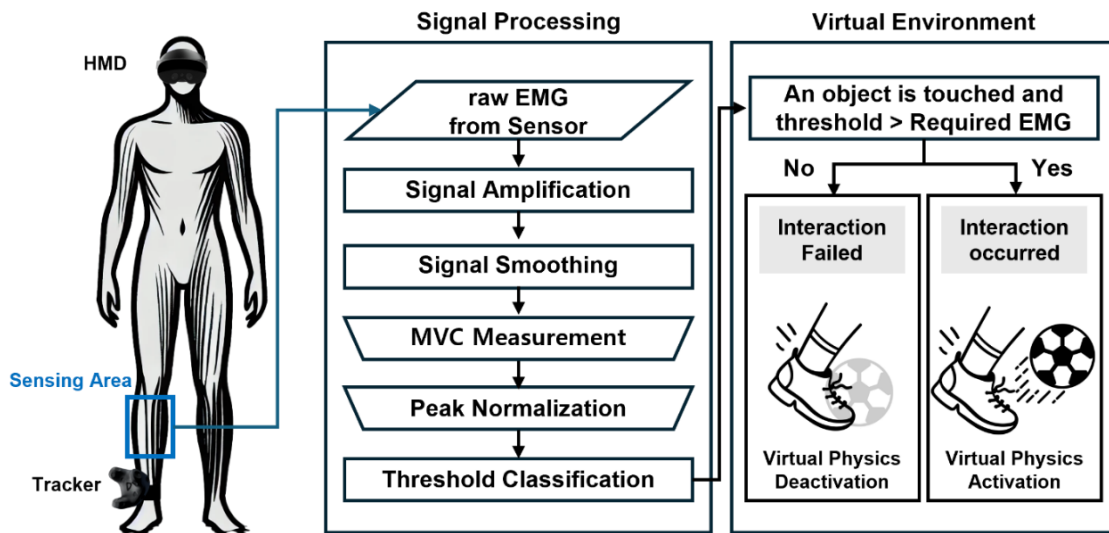 Signal Processing
Virtual Environment
HMD
raw EMG
from Sensor
Signal Amplification
Signal Smoothing
MVC Measurement
Peak Normalization
Threshold Classification
Sensing Area
Tracker
An object is touched and
threshold > Required EMG
No
Yes
Interaction
Failed
Interaction
occurred
Virtual Physics
Deactivation
Virtual Physics
Activation